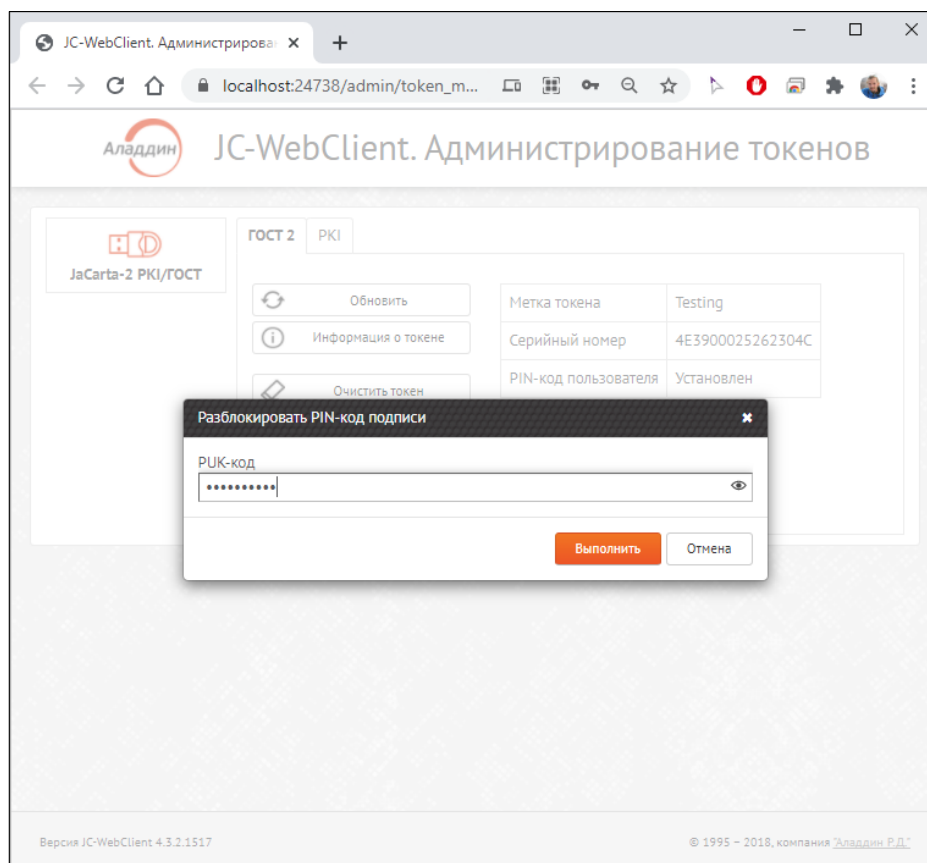 JC-WebClient. Администрирова
localhost:24738/admin/token_m...
Аладдин
JC-WebClient. Администрирование токенов
JaCarta-2 PKI/ГОСТ
ГОСТ 2
PKI
Обновить
Информация о токене
Очистить токен
Метка токена Testing
Серийный номер 4E3900025262304C
PIN-код пользователя Установлен
Разблокировать PIN-код подписи
PUK-код
••••••••••
Выполнить
Отмена
Версия JC-WebClient 4.3.2.1517
© 1995 – 2018, компания "Аладдин Р.Д."